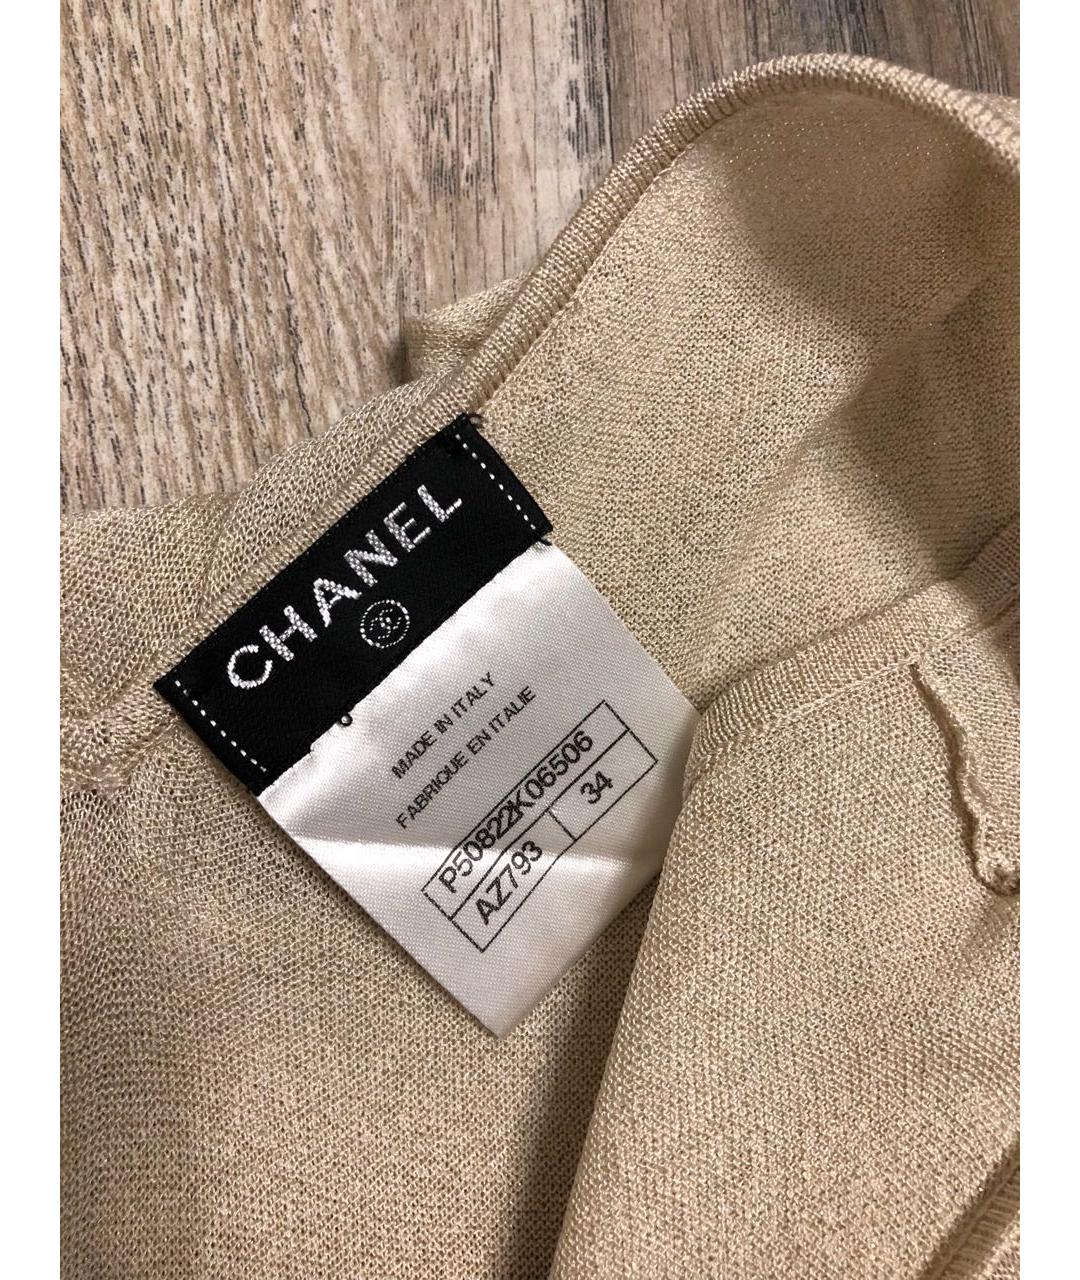 CHANEL
MADE IN ITALY
FABRIQUE EN ITALIE
P50822K06506
AZ793 34